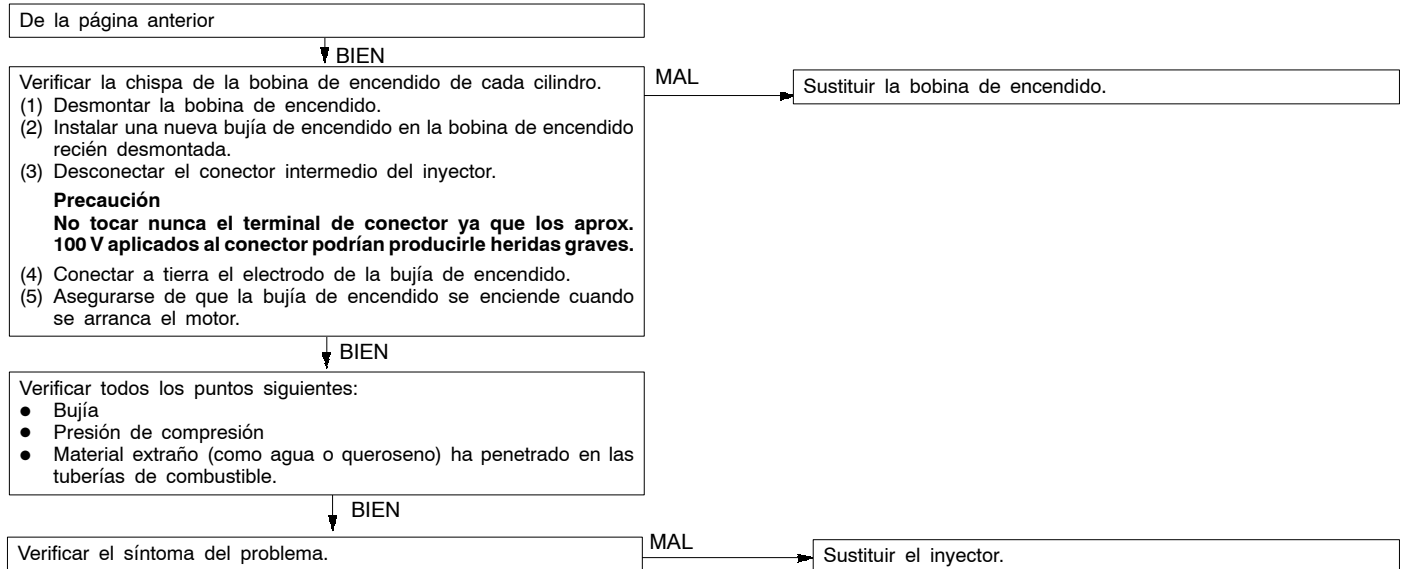 De la página anterior
BIEN
Verificar la chispa de la bobina de encendido de cada cilindro.
(1) Desmontar la bobina de encendido.
(2) Instalar una nueva bujía de encendido en la bobina de encendido
recién desmontada.
(3) Desconectar el conector intermedio del inyector.
Precaución
No tocar nunca el terminal de conector ya que los aprox.
100 V aplicados al conector podrían producirle heridas graves.
(4) Conectar a tierra el electrodo de la bujía de encendido.
(5) Asegurarse de que la bujía de encendido se enciende cuando
se arranca el motor.
MAL
Sustituir la bobina de encendido.
BIEN
Verificar todos los puntos siguientes:
● Bujía
● Presión de compresión
● Material extraño (como agua o queroseno) ha penetrado en las
tuberías de combustible.
BIEN
Verificar el síntoma del problema.
MAL
Sustituir el inyector.